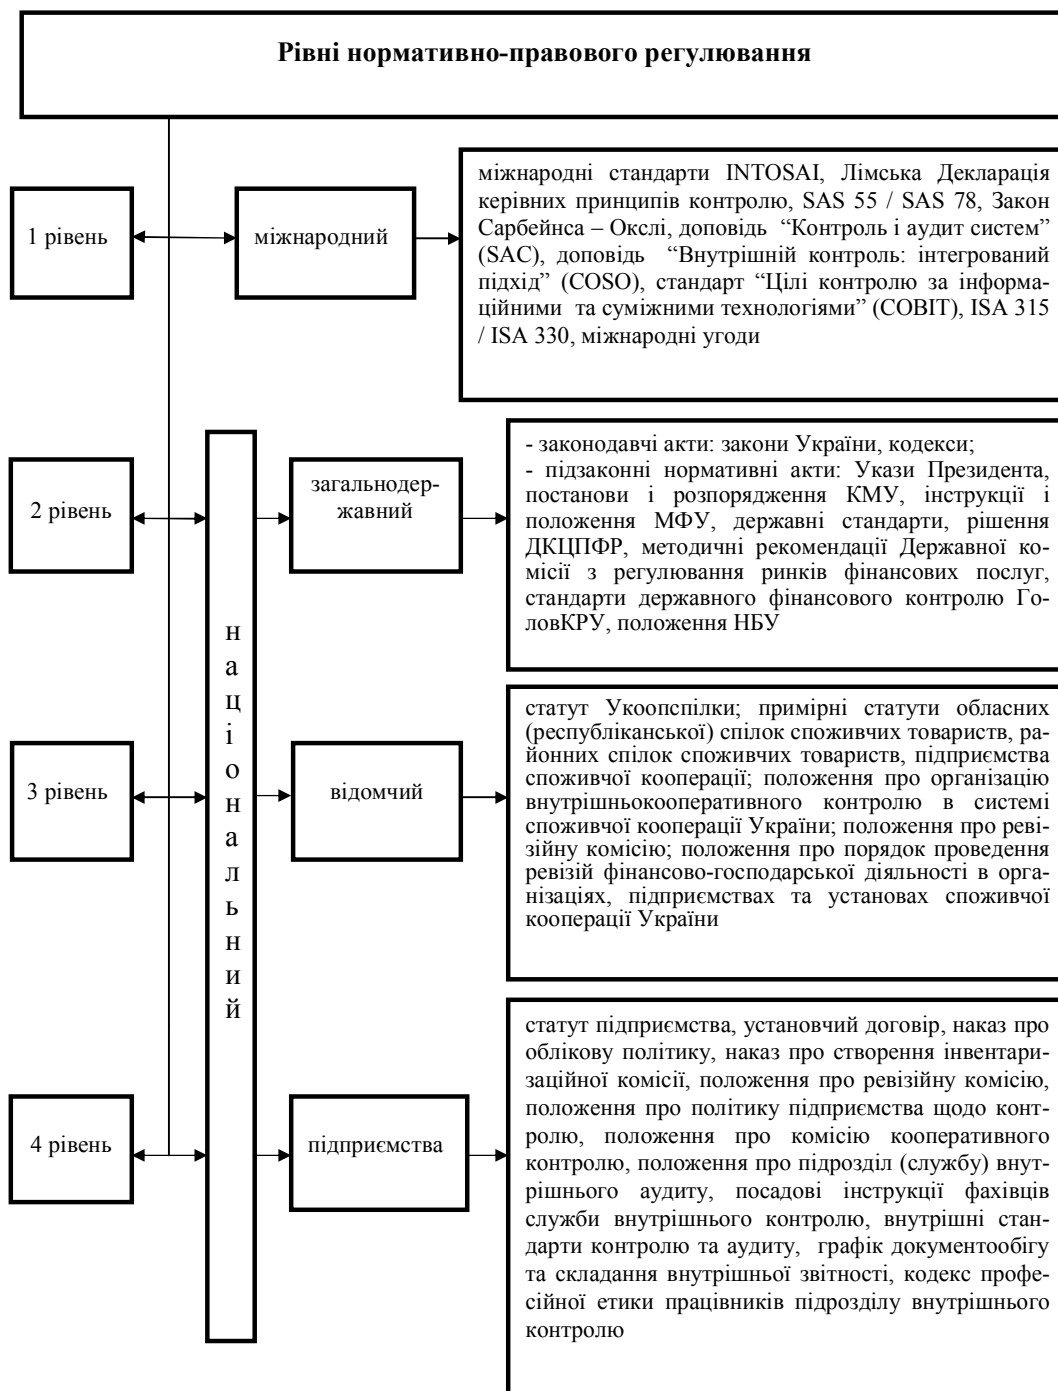 Рівні нормативно-правового регулювання
1 рівень
міжнародний
міжнародні стандарти INTOSAI, Лімська Декларація
керівних принципів контролю, SAS 55 / SAS 78, Закон
Сарбейнса – Окслі, доповідь “Контроль і аудит систем”
(SAC), доповідь “Внутрішній контроль: інтегрований
підхід” (COSO), стандарт “Цілі контролю за інформа-
ційними та суміжними технологіями” (COBIT), ISA 315
/ ISA 330, міжнародні угоди
національний
2 рівень
загальнодер-
жавний
- законодавчі акти: закони України, кодекси;
- підзаконні нормативні акти: Укази Президента,
постанови і розпорядження КМУ, інструкції і
положення МФУ, державні стандарти, рішення
ДКЦПФР, методичні рекомендації Державної ко-
місії з регулювання ринків фінансових послуг,
стандарти державного фінансового контролю Го-
ловКРУ, положення НБУ
3 рівень
відомчий
статут Укоопспілки; примірні статути обласних
(республіканської) спілок споживчих товариств, ра-
йонних спілок споживчих товариств, підприємства
споживчої кооперації; положення про організацію
внутрішньокооперативного контролю в системі
споживчої кооперації України; положення про реві-
зійну комісію; положення про порядок проведення
ревізій фінансово-господарської діяльності в орга-
нізаціях, підприємствах та установах споживчої
кооперації України
4 рівень
підприємства
статут підприємства, установчий договір, наказ про
облікову політику, наказ про створення інвентари-
заційної комісії, положення про ревізійну комісію,
положення про політику підприємства щодо конт-
ролю, положення про комісію кооперативного
контролю, положення про підрозділ (службу) внут-
рішнього аудиту, посадові інструкції фахівців
служби внутрішнього контролю, внутрішні стан-
дарти контролю та аудиту, графік документообігу
та складання внутрішньої звітності, кодекс профе-
сійної етики працівників підрозділу внутрішнього
контролю